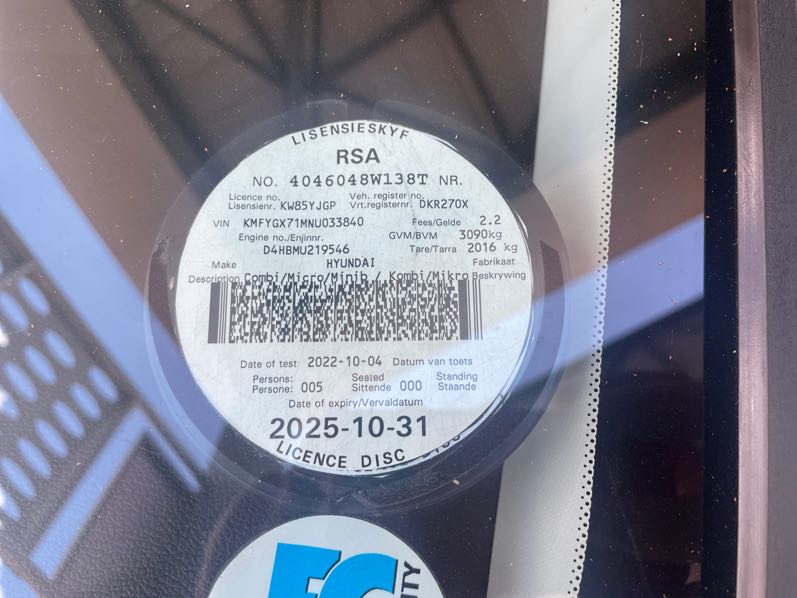 LISENSIESKYF
RSA
NO. 4046048W138T NR.
Licence no. Veh. register no.
Lisensienr. KW85YJGP Vrt.registernr. DKR270X
VIN KMFYGX71MNU033840 Fees/Gelde 2.2
Engine no./Enjinnr. GVM/BVM 3090kg
D4HBMU219546 Tare/Tarra 2016 kg
Make HYUNDAI Fabrikaat
Description Combi/Micro/Minib / Kombi/Mikro Beskrywing
Date of test 2022-10-04 Datum van toets
Persons: Seated Standing
Persone: 005 Sittende 000 Staande
Date of expiry/Vervaldatum
2025-10-31
LICENCE DISC